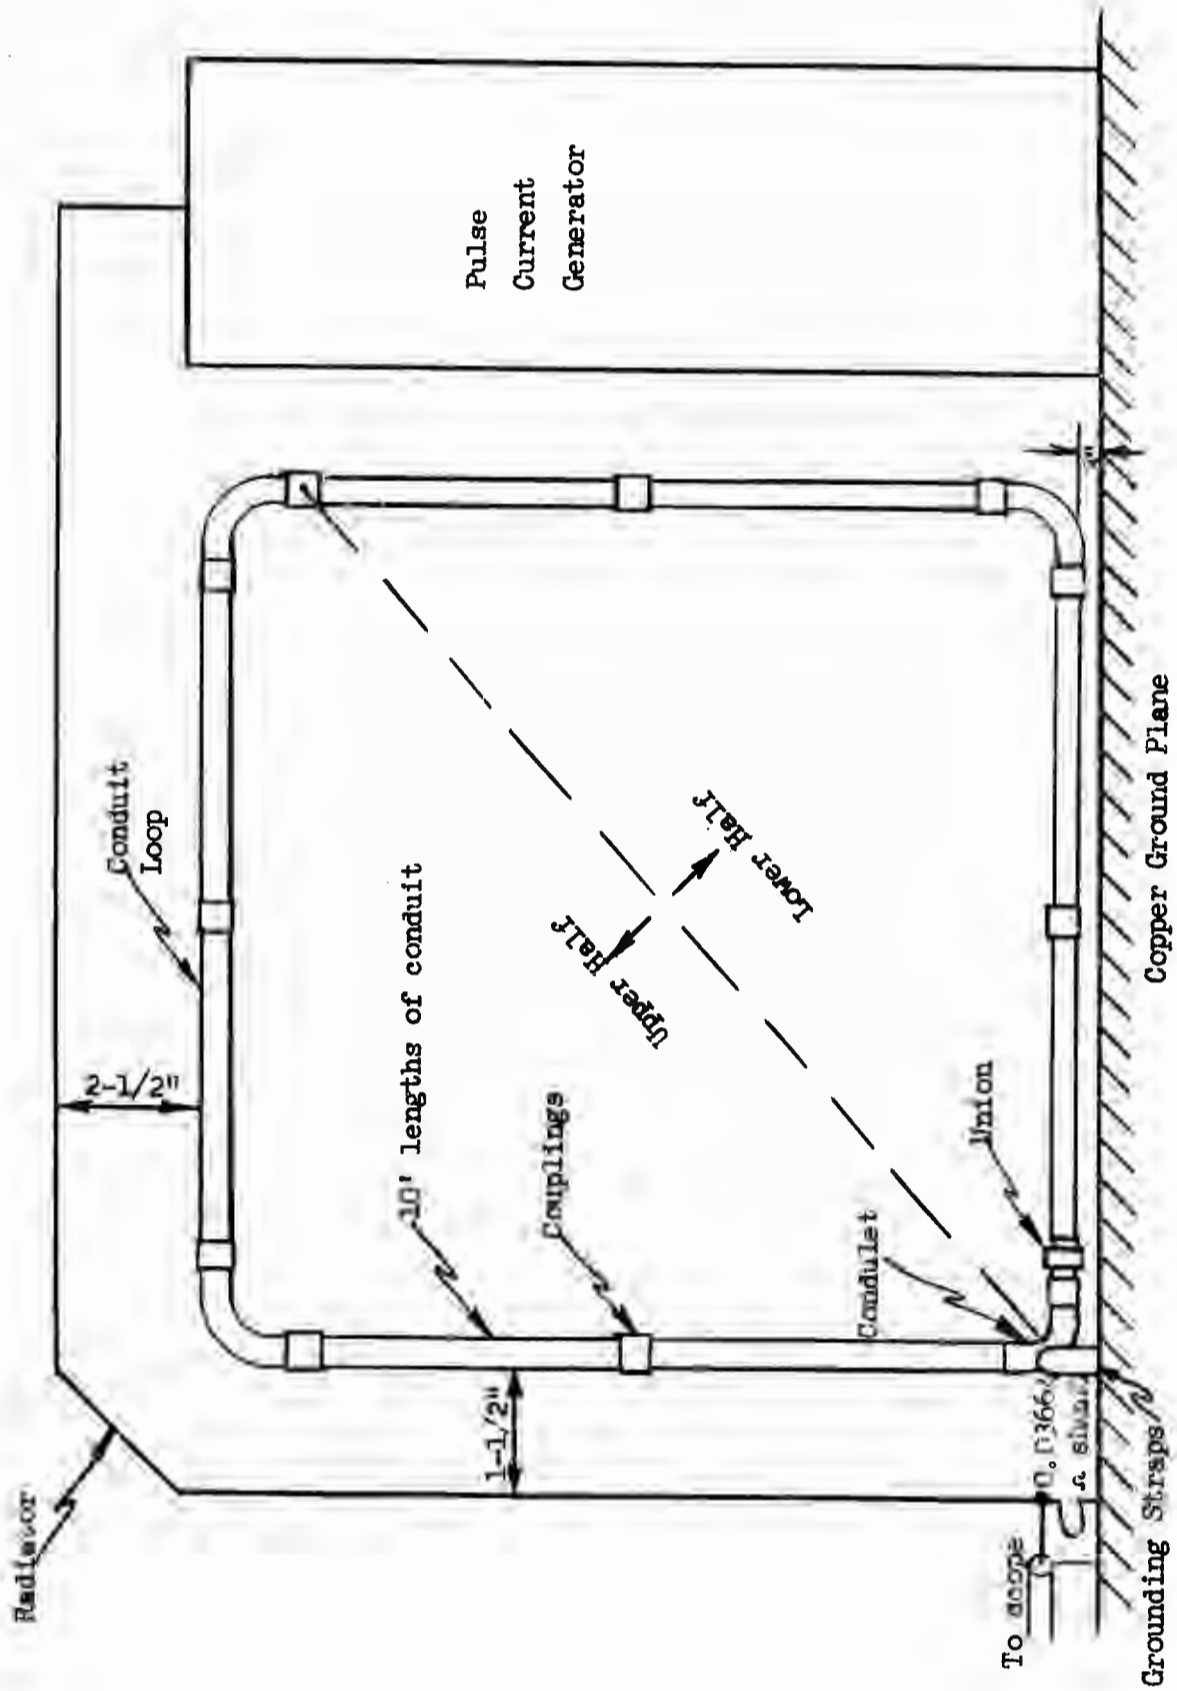 Radiator
2-1/2"
Conduit
Loop
Pulse
Current
Generator
10' lengths of conduit
Couplings
1-1/2"
Upper Half
Lower Half
Condulet
Union
To scope
Grounding Straps
Copper Ground Plane